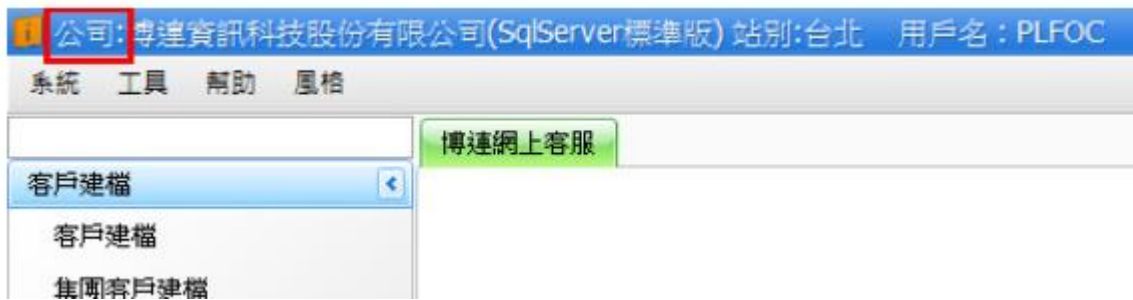 公司:博連資訊科技股份有限公司(SqlServer標準版) 站別:台北 用戶名：PLFOC
系統 工具 幫助 風格
博連網上客服
客戶建檔
客戶建檔
集團客戶建檔